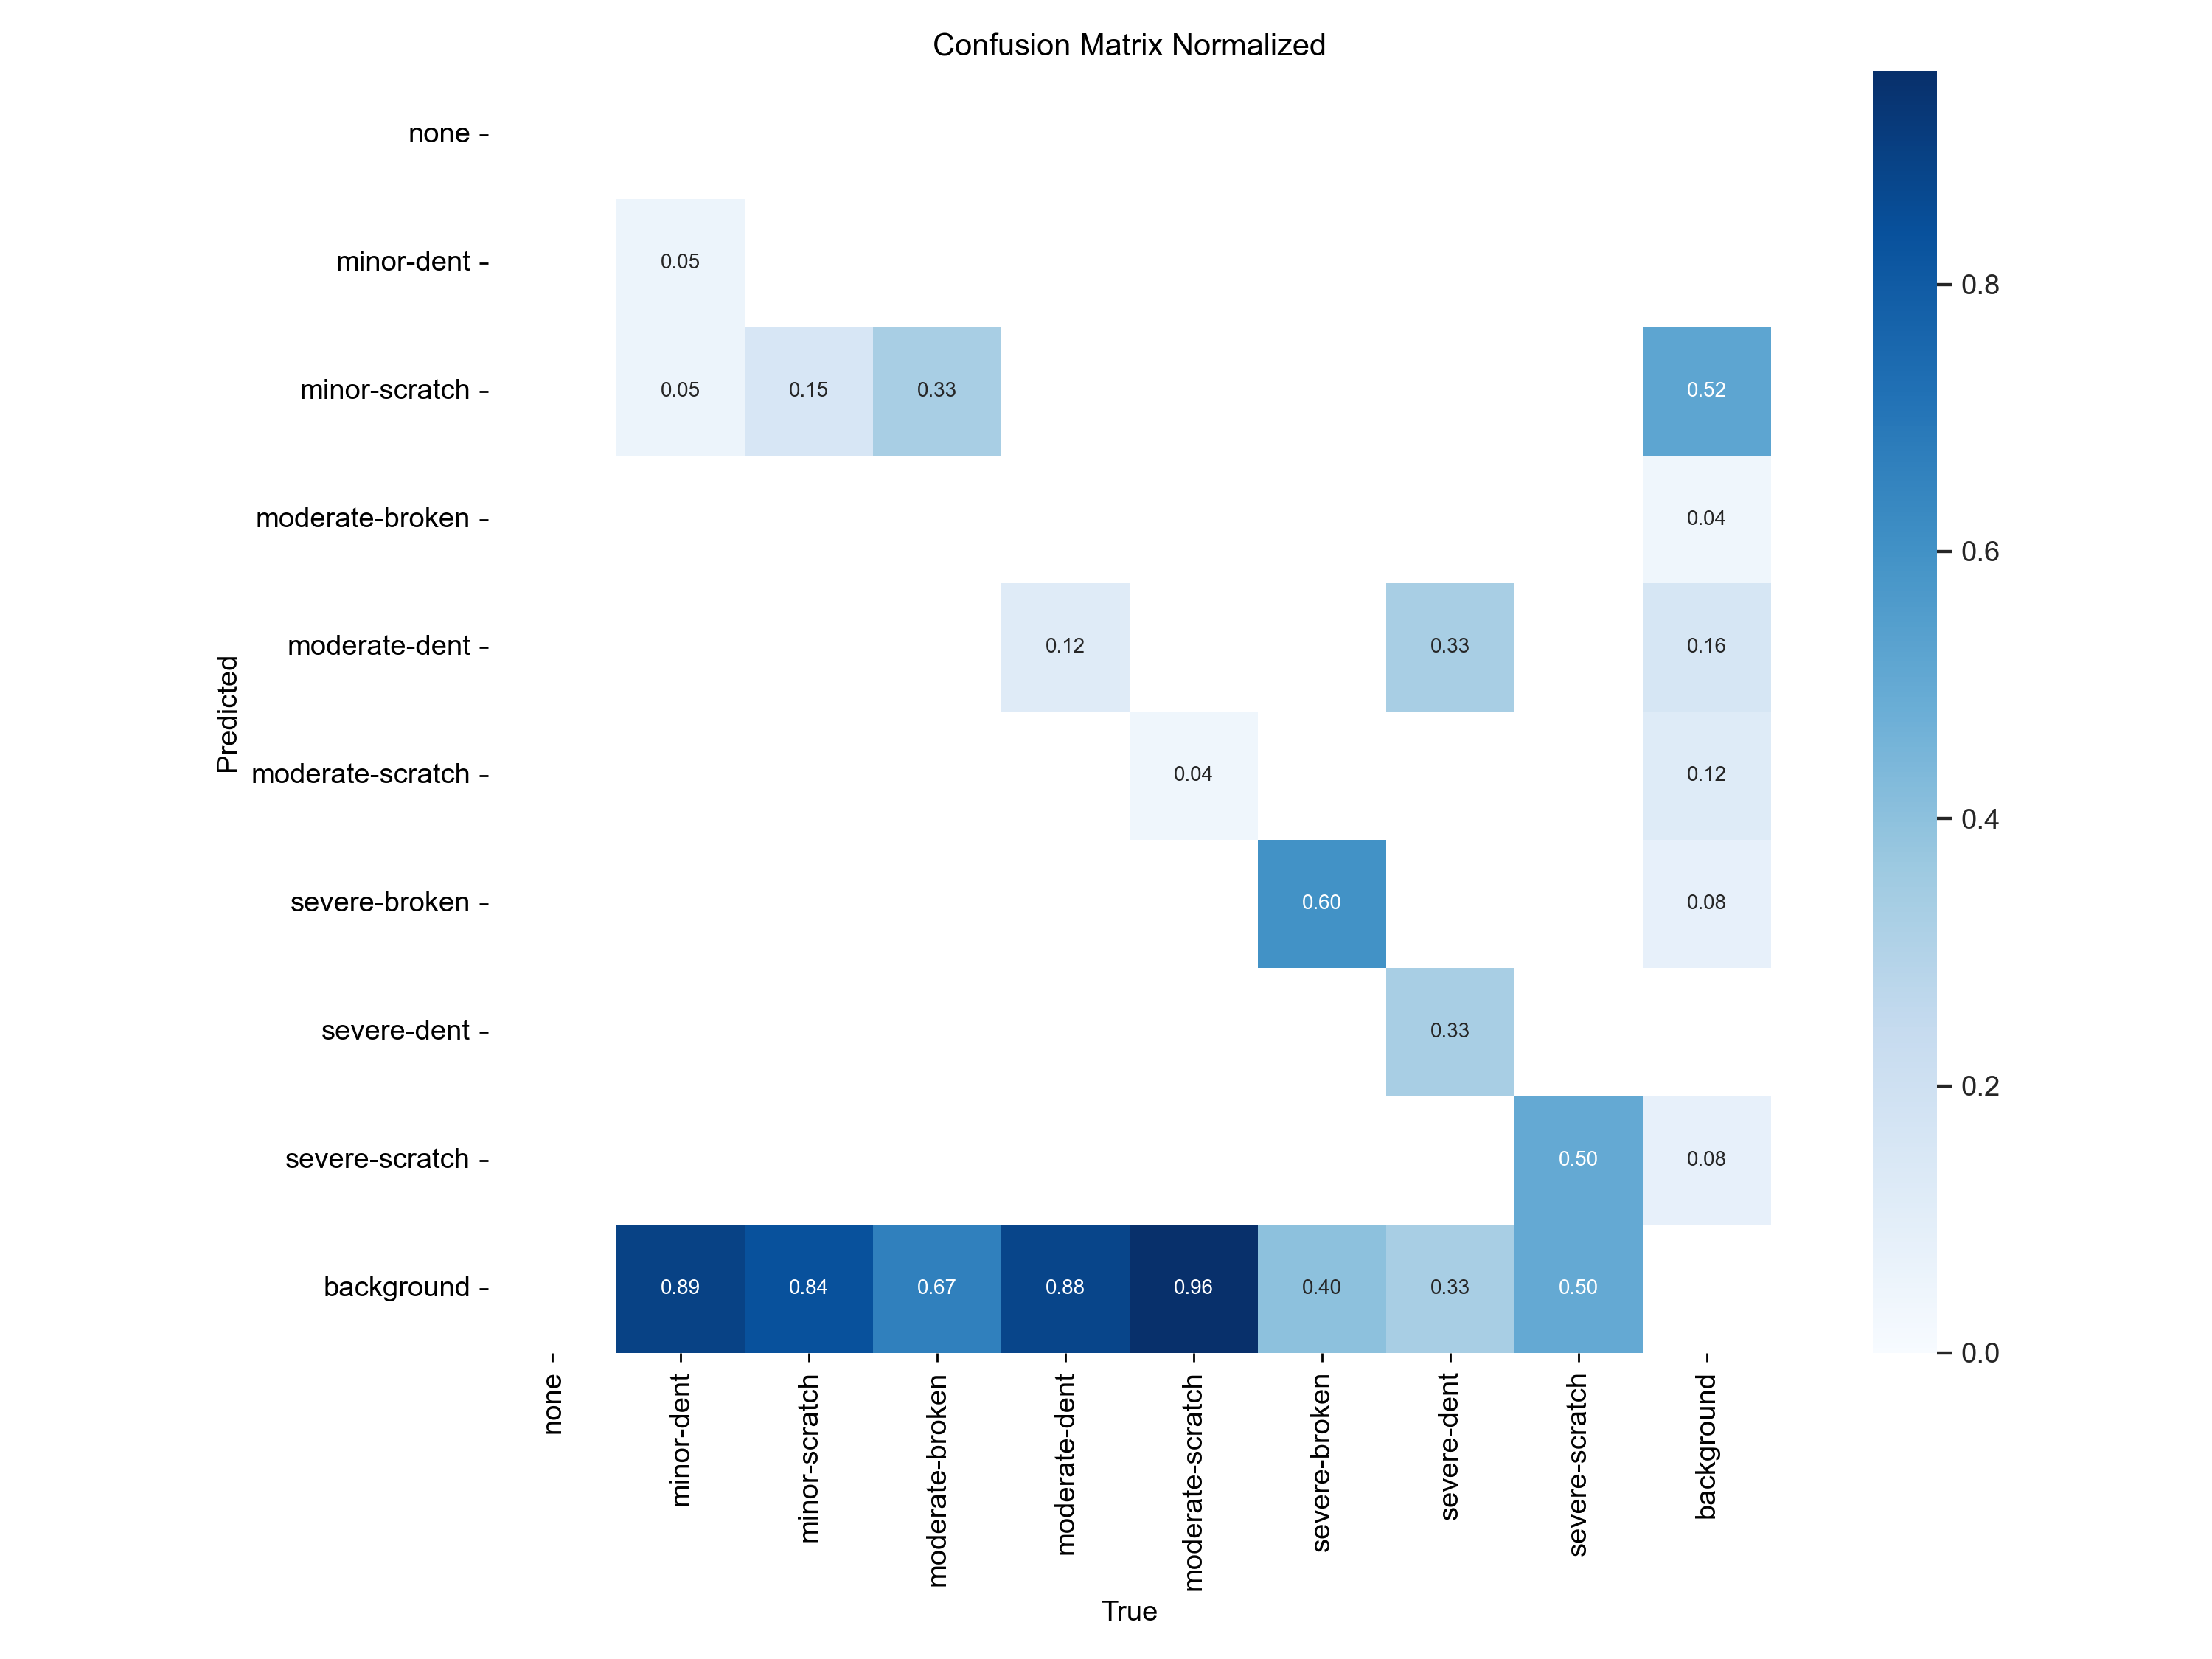 Confusion Matrix Normalized
none
minor-dent 0.05
minor-scratch 0.05 0.15 0.33 0.52
moderate-broken 0.04
moderate-dent 0.12 0.33 0.16
moderate-scratch 0.04 0.12
severe-broken 0.60 0.08
severe-dent 0.33
severe-scratch 0.50 0.08
background 0.89 0.84 0.67 0.88 0.96 0.40 0.33 0.50
Predicted
none
minor-dent
minor-scratch
moderate-broken
moderate-dent
moderate-scratch
severe-broken
severe-dent
severe-scratch
background
True
0.8
0.6
0.4
0.2
0.0